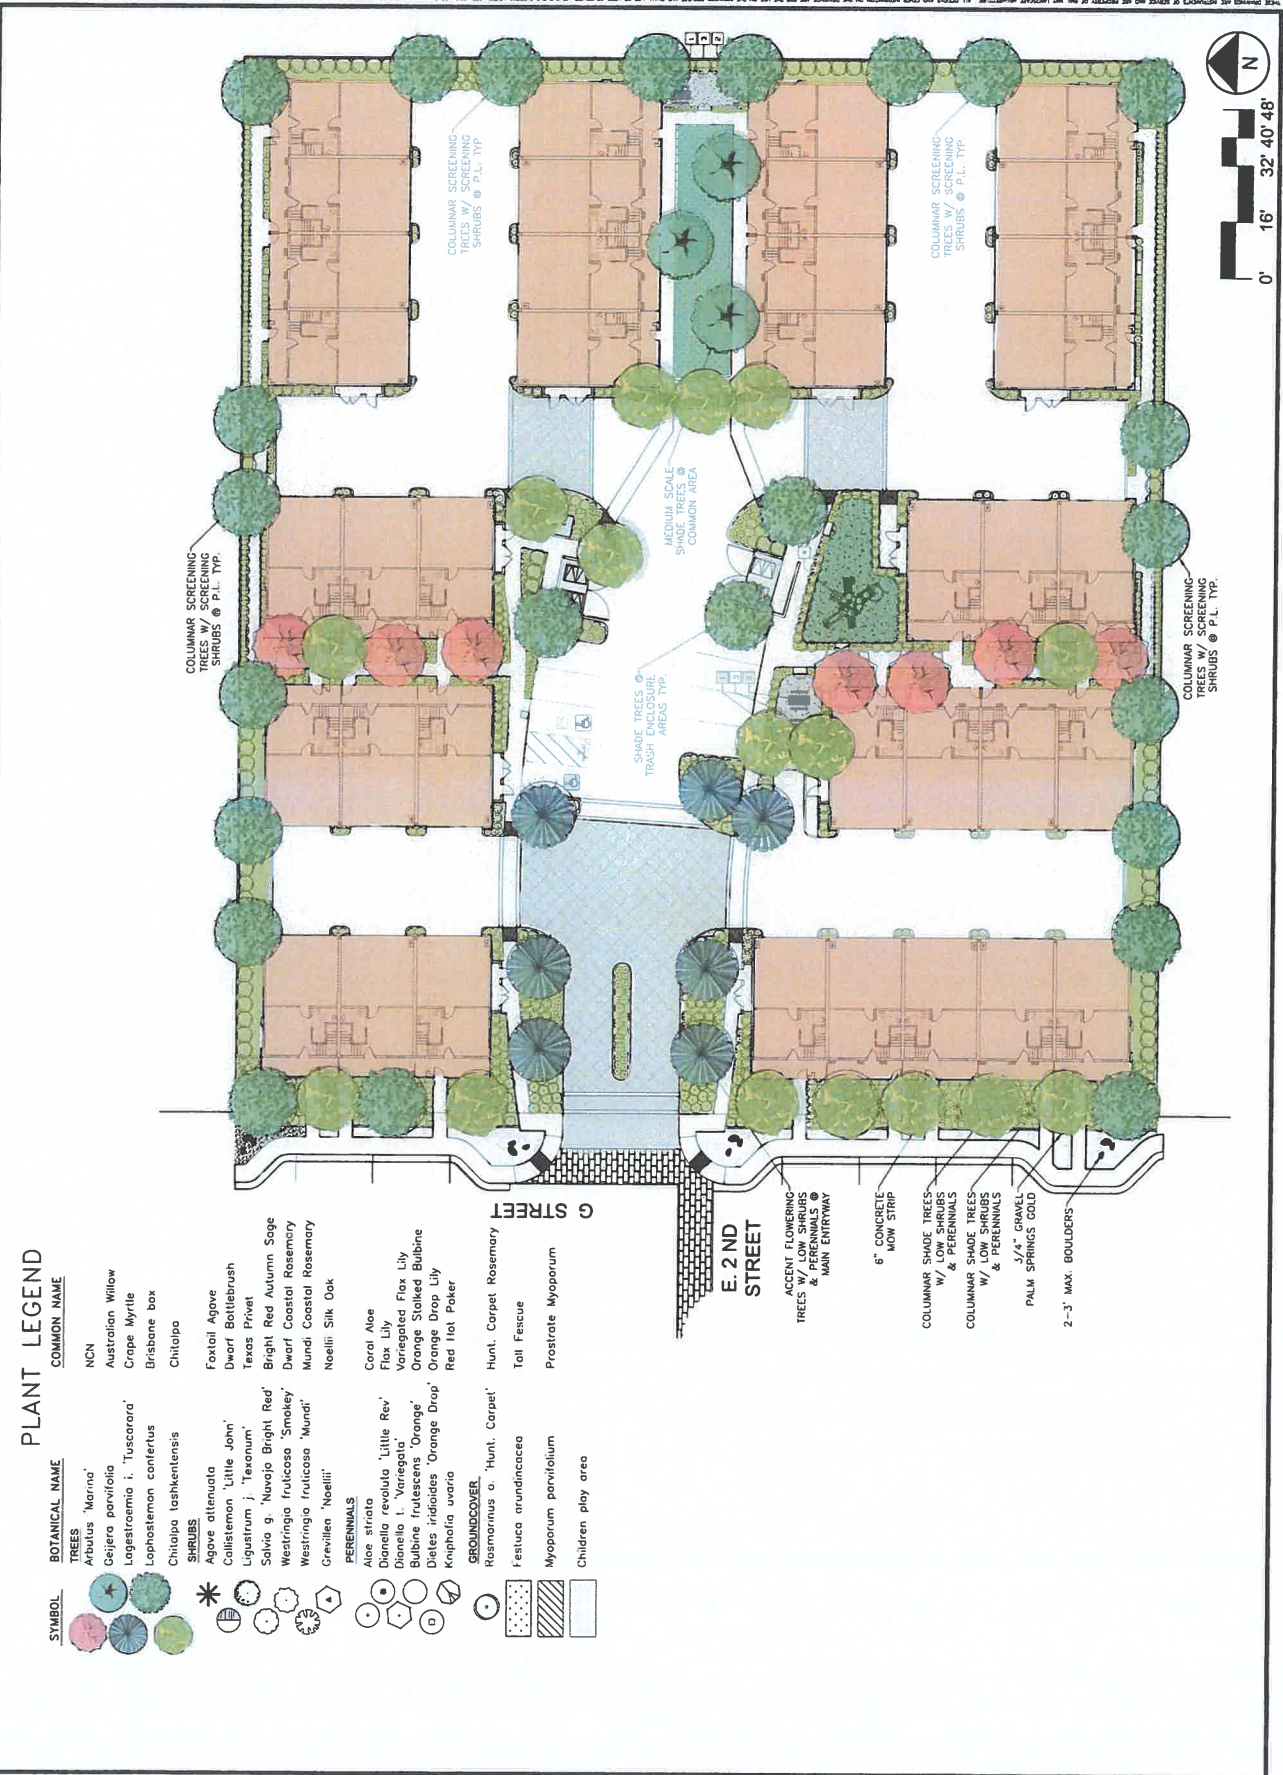 PLANT LEGEND
SYMBOL BOTANICAL NAME COMMON NAME
TREES
Arbutus 'Marina' NCN
Geijera parvifolia Australian Willow
Lagestroemia i. 'Tuscarara' Crape Myrtle
Lophostemon confertus Brisbane box
Chitalpa tashkentensis Chitalpa
SHRUBS
Agave attenuata Foxtail Agave
Callistemon 'Little John' Dwarf Bottlebrush
Ligustrum j. 'Texanum' Texas Privet
Salvia g. 'Navajo Bright Red' Bright Red Autumn Sage
Westringia fruticosa 'Smokey' Dwarf Coastal Rosemary
Westringia fruticosa 'Mundi' Mundi Coastal Rosemary
Grevillea 'Noellii' Noellii Silk Oak
PERENNIALS
Aloe striata Coral Aloe
Dianella revoluta 'Little Rev' Flax Lily
Dianella t. 'Variegata' Variegated Flax Lily
Bulbine frutescens 'Orange' Orange Stalked Bulbine
Dietes iridioides 'Orange Drop' Orange Drop Lily
Kniphofia uvaria Red Hot Poker
GROUNDCOVER
Rosmarinus o. 'Hunt. Carpet' Hunt. Carpet Rosemary
Festuca arundincacea Tall Fescue
Myoporum parvifolium Prostrate Myoporum
Children play area
COLUMNAR SCREENING
TREES W/ SCREENING
SHRUBS @ P.L. TYP.
COLUMNAR SCREENING
TREES W/ SCREENING
SHRUBS @ P.L. TYP.
COLUMNAR SCREENING
TREES W/ SCREENING
SHRUBS @ P.L. TYP.
MEDIUM SCALE
SHADE TREES @
COMMON AREA
SHADE TREES @
TRASH ENCLOSURE
AREAS TYP.
COLUMNAR SCREENING
TREES W/ SCREENING
SHRUBS @ P.L. TYP.
G STREET
E. 2 ND
STREET
ACCENT FLOWERING
TREES W/ LOW SHRUBS
& PERENNIALS @
MAIN ENTRYWAY
6" CONCRETE
MOW STRIP
COLUMNAR SHADE TREES
W/ LOW SHRUBS
& PERENNIALS
COLUMNAR SHADE TREES
W/ LOW SHRUBS
& PERENNIALS
3/4" GRAVEL
PALM SPRINGS GOLD
2-3' MAX. BOULDERS
N
0' 16' 32' 40' 48'
1 3 2